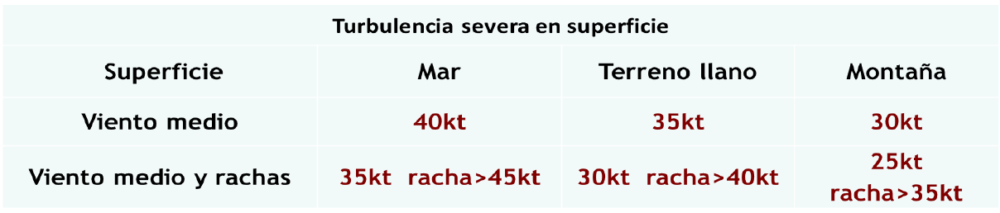 Turbulencia severa en superficie
Superficie Mar Terreno llano Montaña
Viento medio 40kt 35kt 30kt
Viento medio y rachas 35kt racha>45kt 30kt racha>40kt 25kt
racha>35kt